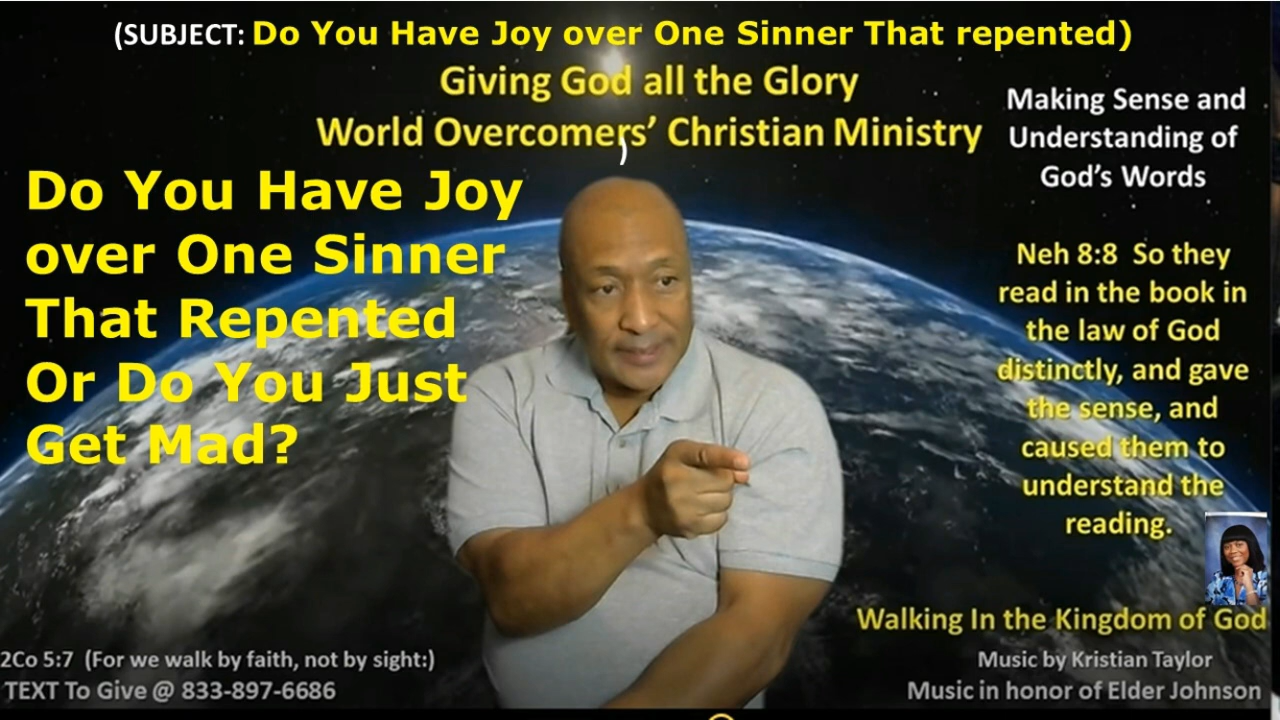 (SUBJECT: Do You Have Joy over One Sinner That repented)
Giving God all the Glory
World Overcomers’ Christian Ministry
)
Making Sense and
Understanding of
God’s Words
Do You Have Joy
over One Sinner
That Repented
Or Do You Just
Get Mad?
Neh 8:8  So they
read in the book in
the law of God
distinctly, and gave
the sense, and
caused them to
understand the
reading.
Walking In the Kingdom of God
2Co 5:7  (For we walk by faith, not by sight:)
TEXT To Give @ 833-897-6686
Music by Kristian Taylor
Music in honor of Elder Johnson